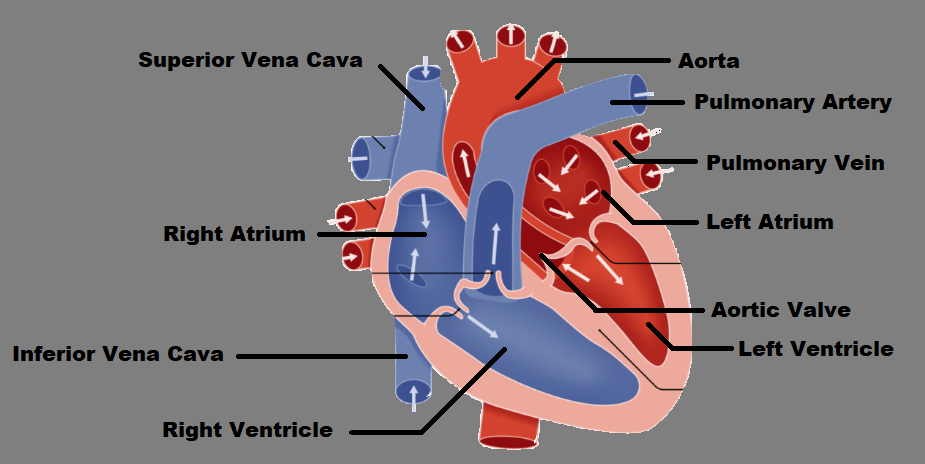 Superior Vena Cava
Aorta
Pulmonary Artery
Pulmonary Vein
Left Atrium
Right Atrium
Aortic Valve
Left Ventricle
Inferior Vena Cava
Right Ventricle